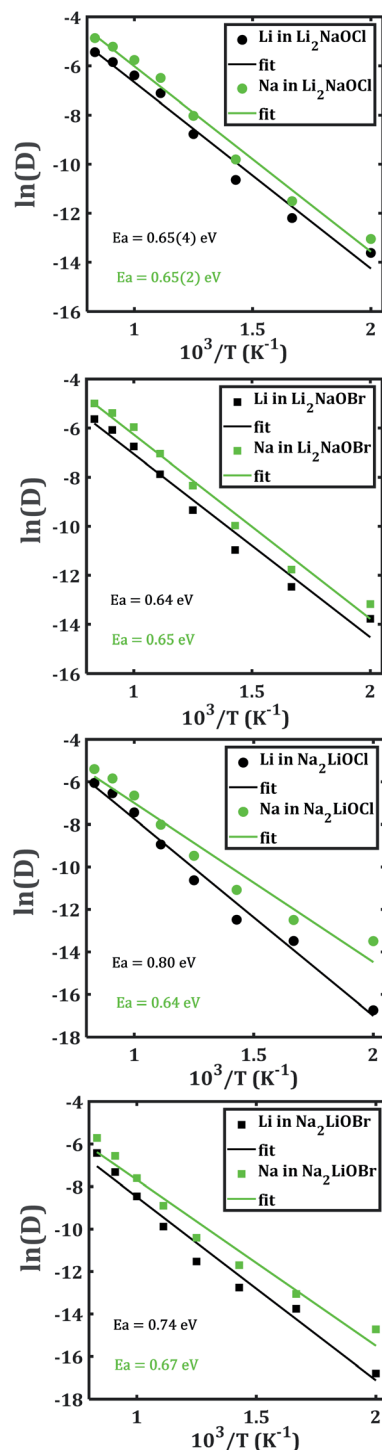 -4
-6
-8
-10
-12
-14
-16
ln(D)
Li in Li₂NaOCl
fit
Na in Li₂NaOCl
fit
Ea = 0.65(4) eV
Ea = 0.65(2) eV
1
1.5
2
10³/T (K⁻¹)
-4
-6
-8
-10
-12
-14
-16
ln(D)
Li in Li₂NaOBr
fit
Na in Li₂NaOBr
fit
Ea = 0.64 eV
Ea = 0.65 eV
1
1.5
2
10³/T (K⁻¹)
-4
-6
-8
-10
-12
-14
-16
-18
ln(D)
Li in Na₂LiOCl
fit
Na in Na₂LiOCl
fit
Ea = 0.80 eV
Ea = 0.64 eV
1
1.5
2
10³/T (K⁻¹)
-4
-6
-8
-10
-12
-14
-16
-18
ln(D)
Li in Na₂LiOBr
fit
Na in Na₂LiOBr
fit
Ea = 0.74 eV
Ea = 0.67 eV
1
1.5
2
10³/T (K⁻¹)